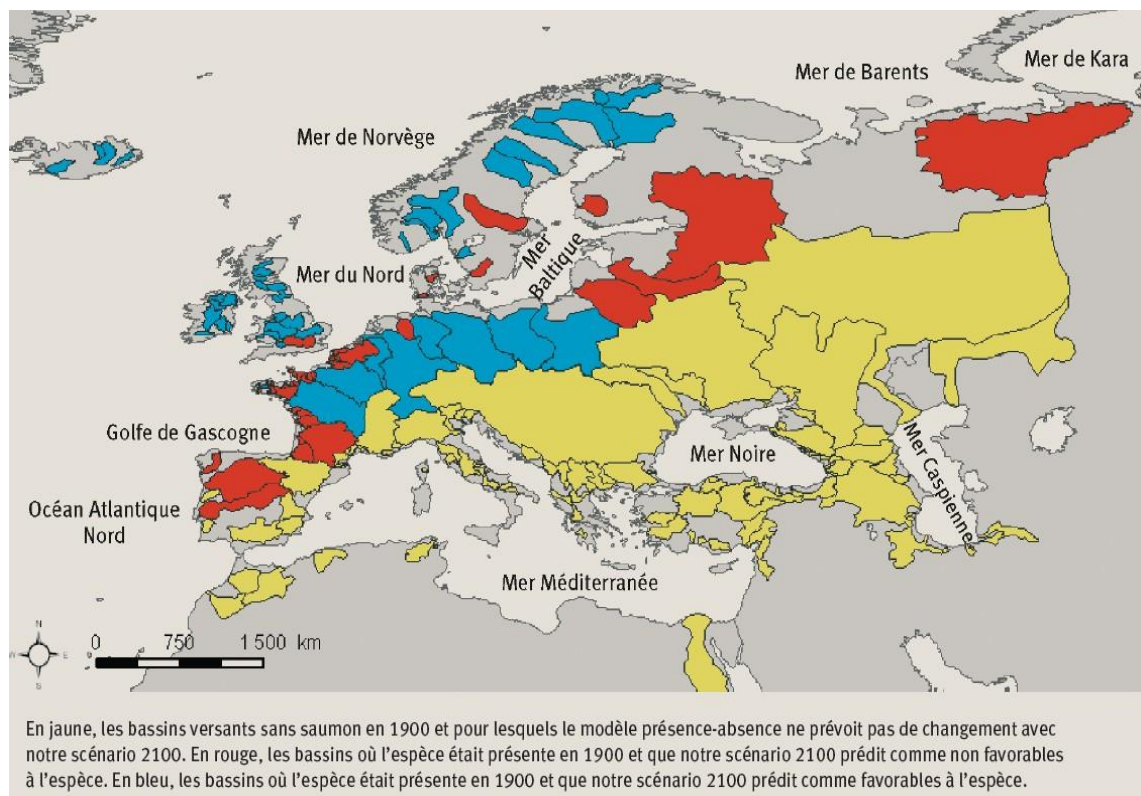 Mer de Kara
Mer de Barents
Mer de Norvège
Mer du Nord
Mer
Baltique
Golfe de Gascogne
Mer Noire
Mer Caspienne
Océan Atlantique
Nord
Mer Méditerranée
N
W
E
S
0 750 1 500 km
En jaune, les bassins versants sans saumon en 1900 et pour lesquels le modèle présence-absence ne prévoit pas de changement avec
notre scénario 2100. En rouge, les bassins où l'espèce était présente en 1900 et que notre scénario 2100 prédit comme non favorables
à l'espèce. En bleu, les bassins où l'espèce était présente en 1900 et que notre scénario 2100 prédit comme favorables à l'espèce.